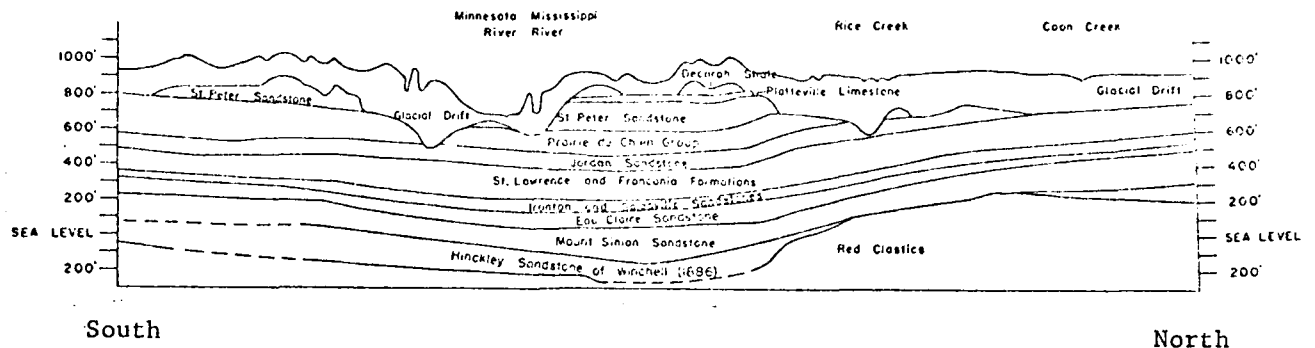 Minnesota Mississippi
River River
Rice Creek
Coon Creek
1000'
800'
600'
400'
200'
SEA LEVEL
200'
1000'
800'
600'
400'
200'
SEA LEVEL
200'
Decorah Shale
Platteville Limestone
St. Peter Sandstone
Glacial Drift
St. Peter Sandstone
Glacial Drift
Prairie du Chien Group
Jordan Sandstone
St. Lawrence and Franconia Formations
Ironton and Sandstones
Eau Claire Sandstone
Mount Simon Sandstone
Red Clastics
Hinckley Sandstone of Winchell (1886)
South
North